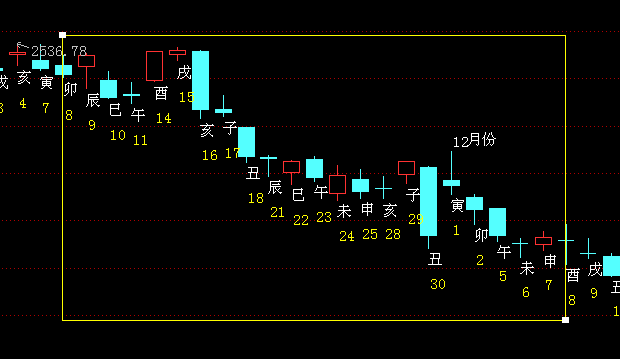 2536.78
12月份
戌 亥 寅 卯 辰 巳 午 酉 戌 亥 子 丑 辰 巳 午 未 申 亥 子 丑 寅 卯 午 未 申 酉 戌 丑
4 7 8 9 10 11 14 15 16 17 18 21 22 23 24 25 28 29 30 1 2 5 6 7 8 9